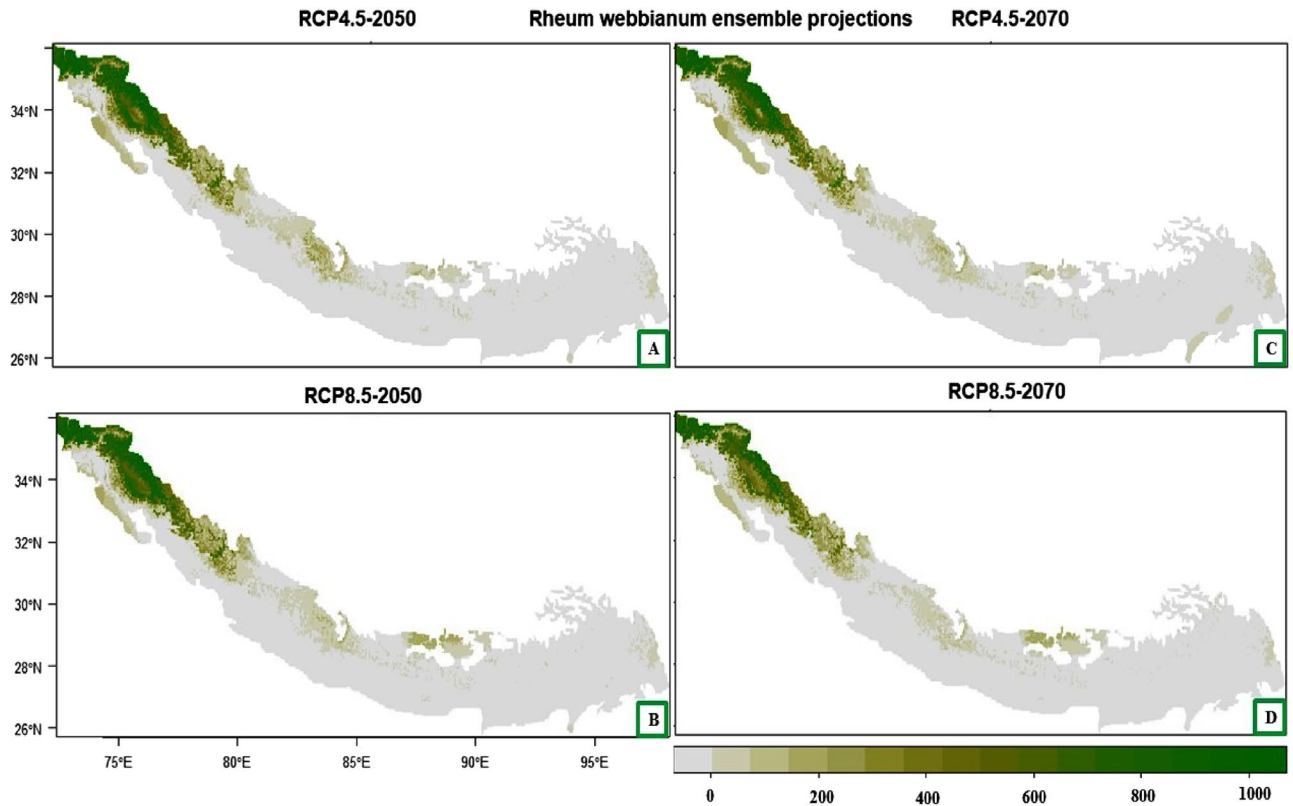 RCP4.5-2050 Rheum webbianum ensemble projections RCP4.5-2070
34°N
32°N
30°N
28°N
26°N
A
C
RCP8.5-2050 RCP8.5-2070
34°N
32°N
30°N
28°N
26°N
B
D
75°E 80°E 85°E 90°E 95°E
0 200 400 600 800 1000